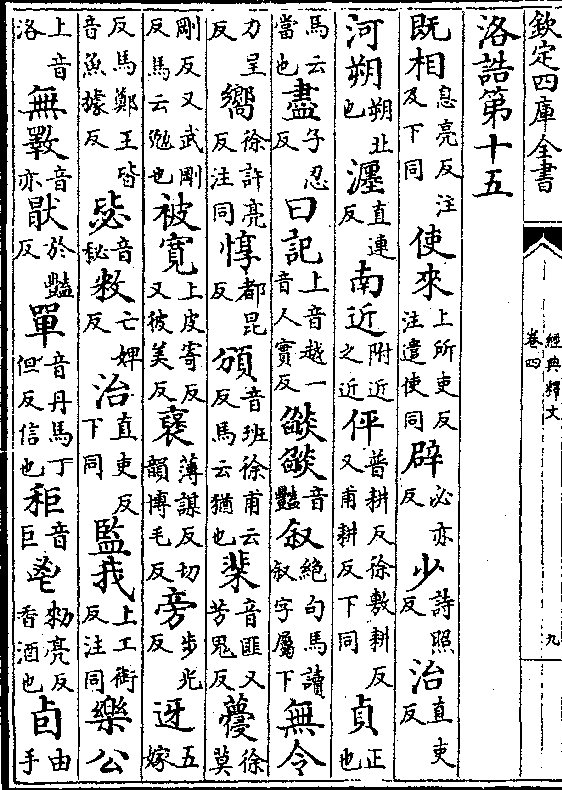 欽定四庫全書
經典釋文
卷四
九
洛誥第十五
既相息亮反注及下同使來上所吏反注遣使同辟必亦反少詩照反治直吏反
河朔朔北也瀍直連反南近附近之近伻普耕反徐敷耕反又甫耕反下同貞正也
馬云當也盡子忍反曰記上音越一音人實反燄燄音豔叙絶句馬讀叙字屬下無令
力呈反嚮徐許亮反注同惇都昆反頒音班徐甫云反馬云猶也棐音匪又芳鬼反蘉徐莫
剛反又武剛反馬云勉也被寛上皮寄反又彼美反襃薄謀反切韻博毛反旁步光反迓五嫁
反馬鄭王皆音魚據反毖音秘敉亡婢反治直吏反下同監我上工銜反注同樂公
上音洛無斁音亦厭於豔反單音丹馬丁但反信也秬音巨鬯勑亮反香酒也卣由手